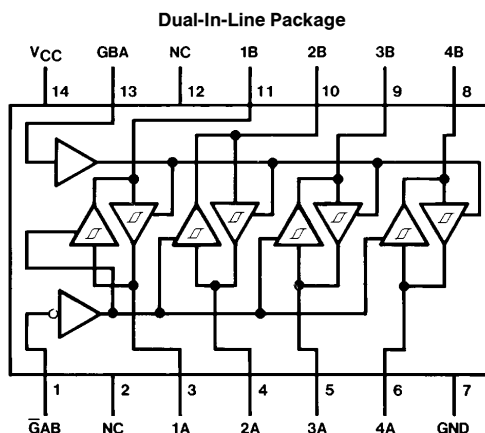 Dual-In-Line Package
VCC GBA NC 1B 2B 3B 4B
14 13 12 11 10 9 8
1 2 3 4 5 6 7
G̅AB NC 1A 2A 3A 4A GND